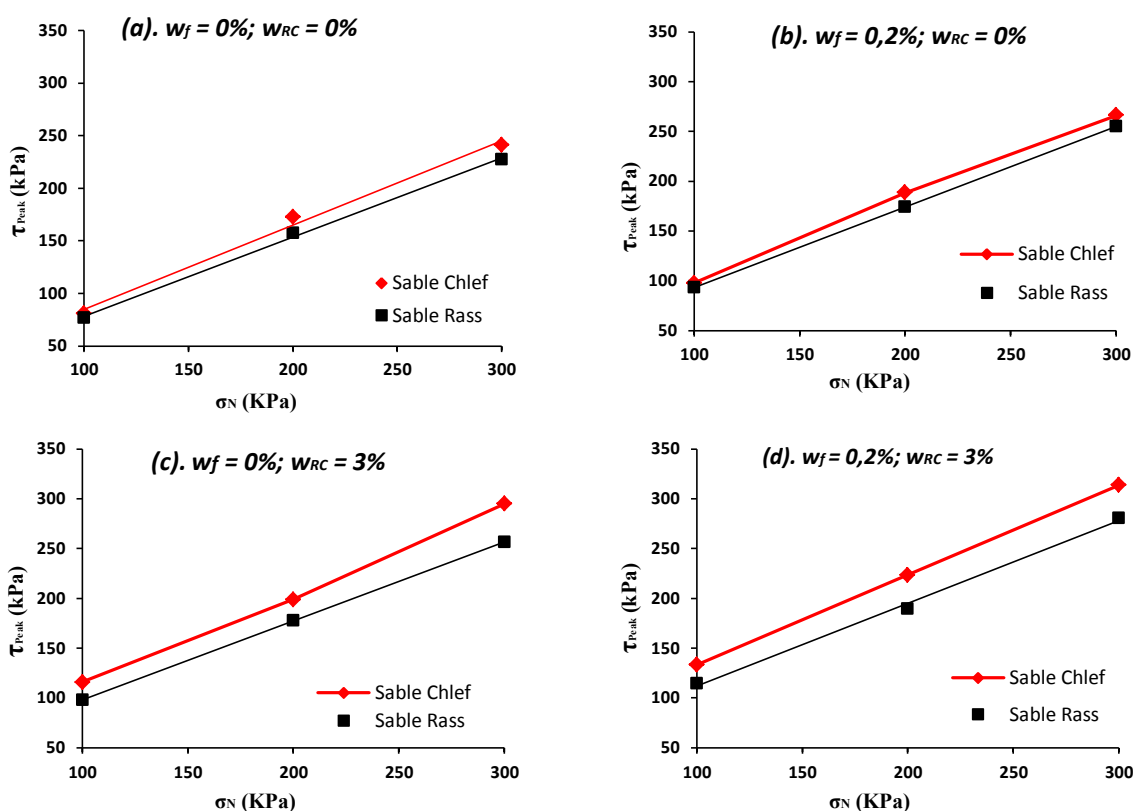 (a). wf = 0%; wRC = 0%
350
300
250
200
150
100
50
τPeak (kPa)
100 150 200 250 300
σN (KPa)
Sable Chlef
Sable Rass
(b). wf = 0,2%; wRC = 0%
350
300
250
200
150
100
50
τPeak (kPa)
100 150 200 250 300
σN (KPa)
Sable Chlef
Sable Rass
(c). wf = 0%; wRC = 3%
350
300
250
200
150
100
50
τPeak (kPa)
100 150 200 250 300
σN (KPa)
Sable Chlef
Sable Rass
(d). wf = 0,2%; wRC = 3%
350
300
250
200
150
100
50
τPeak (kPa)
100 150 200 250 300
σN (KPa)
Sable Chlef
Sable Rass